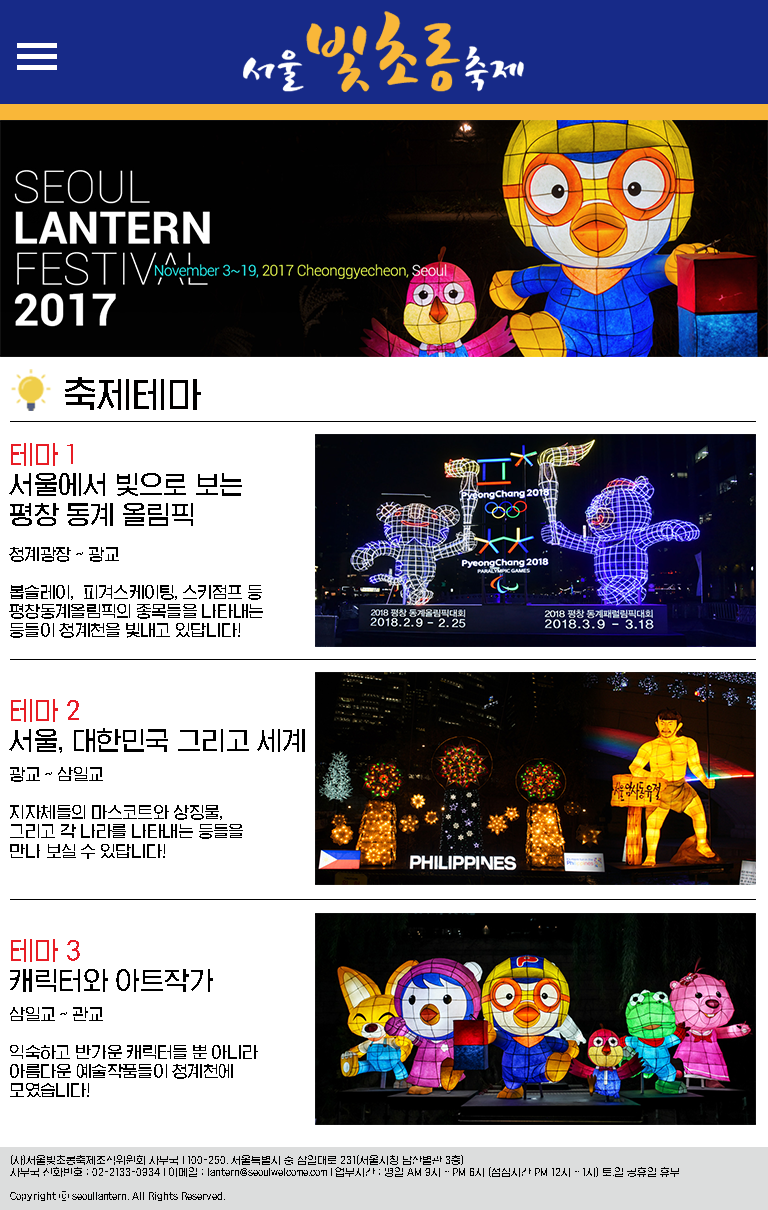 서울 빛초롱축제
SEOUL
LANTERN
FESTIVAL
November 3~19, 2017 Cheonggyecheon, Seoul
2017
축제테마
테마 1
서울에서 빛으로 보는
평창 동계 올림픽
청계광장 ~ 광교
봅슬레이, 피겨스케이팅, 스키점프 등
평창동계올림픽의 종목들을 나타내는
등들이 청계천을 빛내고 있답니다!
PyeongChang 2018
PyeongChang 2018
PARALYMPIC GAMES
2018 평창 동계올림픽대회
2018.2.9 - 2.25
2018 평창 동계패럴림픽대회
2018.3.9 - 3.18
테마 2
서울, 대한민국 그리고 세계
광교 ~ 삼일교
지자체들의 마스코트와 상징물,
그리고 각 나라를 나타내는 등들을
만나 보실 수 있답니다!
PHILIPPINES
서울암사동유적
테마 3
캐릭터와 아트작가
삼일교 ~ 관교
익숙하고 반가운 캐릭터들 뿐 아니라
아름다운 예술작품들이 청계천에
모였습니다!
P
(사)서울빛초롱축제조직위원회 사무국 | 100-250. 서울특별시 중 삼일대로 231(서울시청 남산별관 3층)
사무국 전화번호 : 02-2133-0934 | 이메일 : lantern@seoulwelcome.com | 업무시간 : 평일 AM 9시 ~ PM 6시 (점심시간 PM 12시 ~ 1시) 토.일 공휴일 휴무
Copyright ⓒ seoullantern. All Rights Reserved.